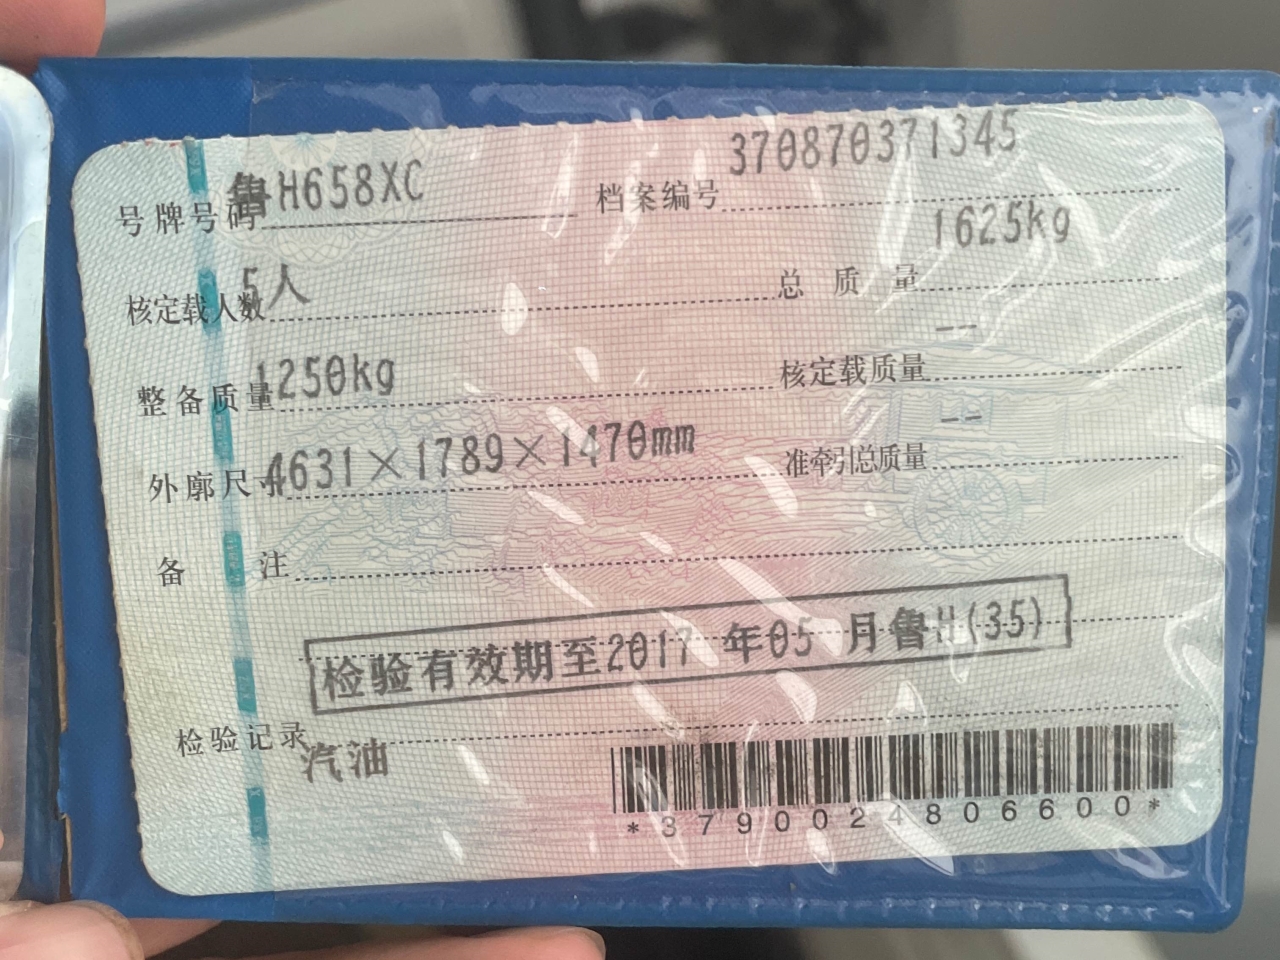 号牌号码 鲁H658XC 档案编号 370870371345
核定载人数 5人 总质量 1625kg
整备质量 1250kg 核定载质量 --
外廓尺寸 4631×1789×1470mm 准牵引总质量 --
备注
检验有效期至2017年05月鲁H(35)
检验记录
汽油
*3790024806600*